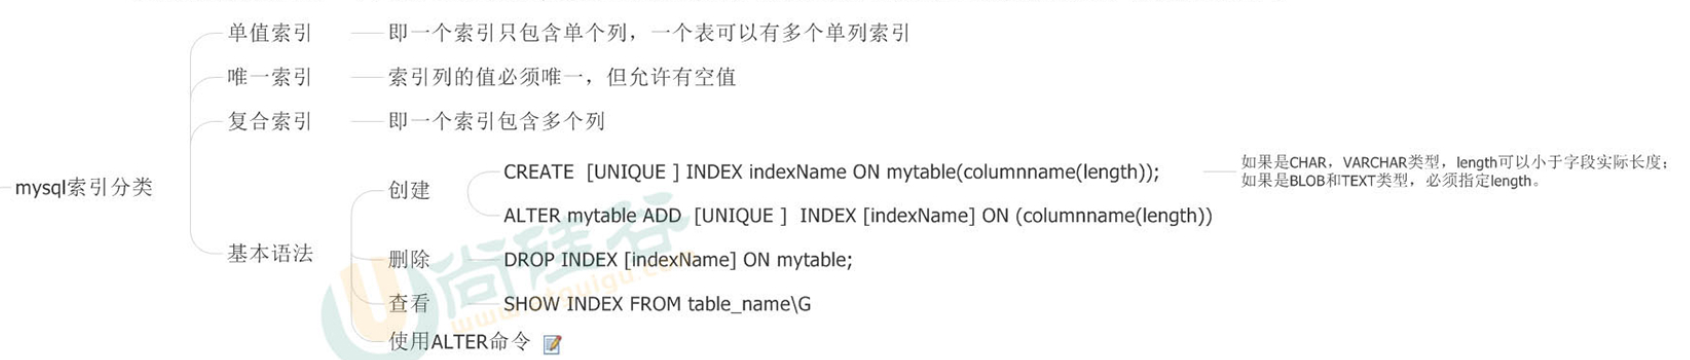 mysql索引分类
单值索引
即一个索引只包含单个列，一个表可以有多个单列索引
唯一索引
索引列的值必须唯一，但允许有空值
复合索引
即一个索引包含多个列
基本语法
创建
CREATE [UNIQUE ] INDEX indexName ON mytable(columnname(length));
如果是CHAR，VARCHAR类型，length可以小于字段实际长度；
如果是BLOB和TEXT类型，必须指定length。
ALTER mytable ADD [UNIQUE ] INDEX [indexName] ON (columnname(length))
删除
DROP INDEX [indexName] ON mytable;
查看
SHOW INDEX FROM table_name\G
使用ALTER命令
尚硅谷
www.atguigu.com